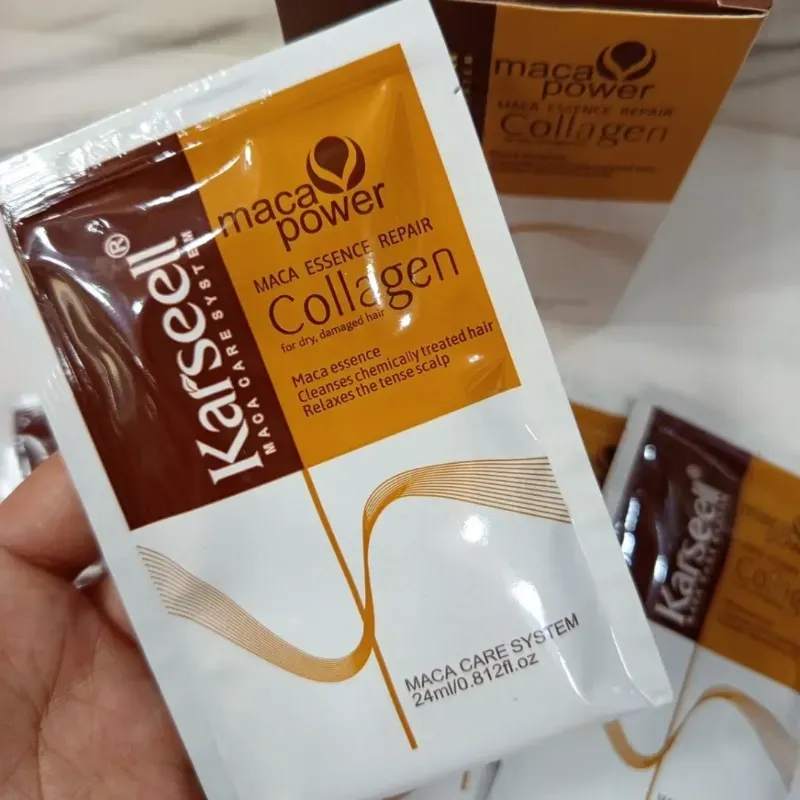 Karseell®
MACA CARE SYSTEM
maca
power
MACA ESSENCE REPAIR
Collagen
for dry, damaged hair
Maca essence
Cleanses chemically treated hair
Relaxes the tense scalp
MACA CARE SYSTEM
24ml/0.812fl.oz
maca
power
MACA ESSENCE REPAIR
Collagen
Karseell®
maca
power